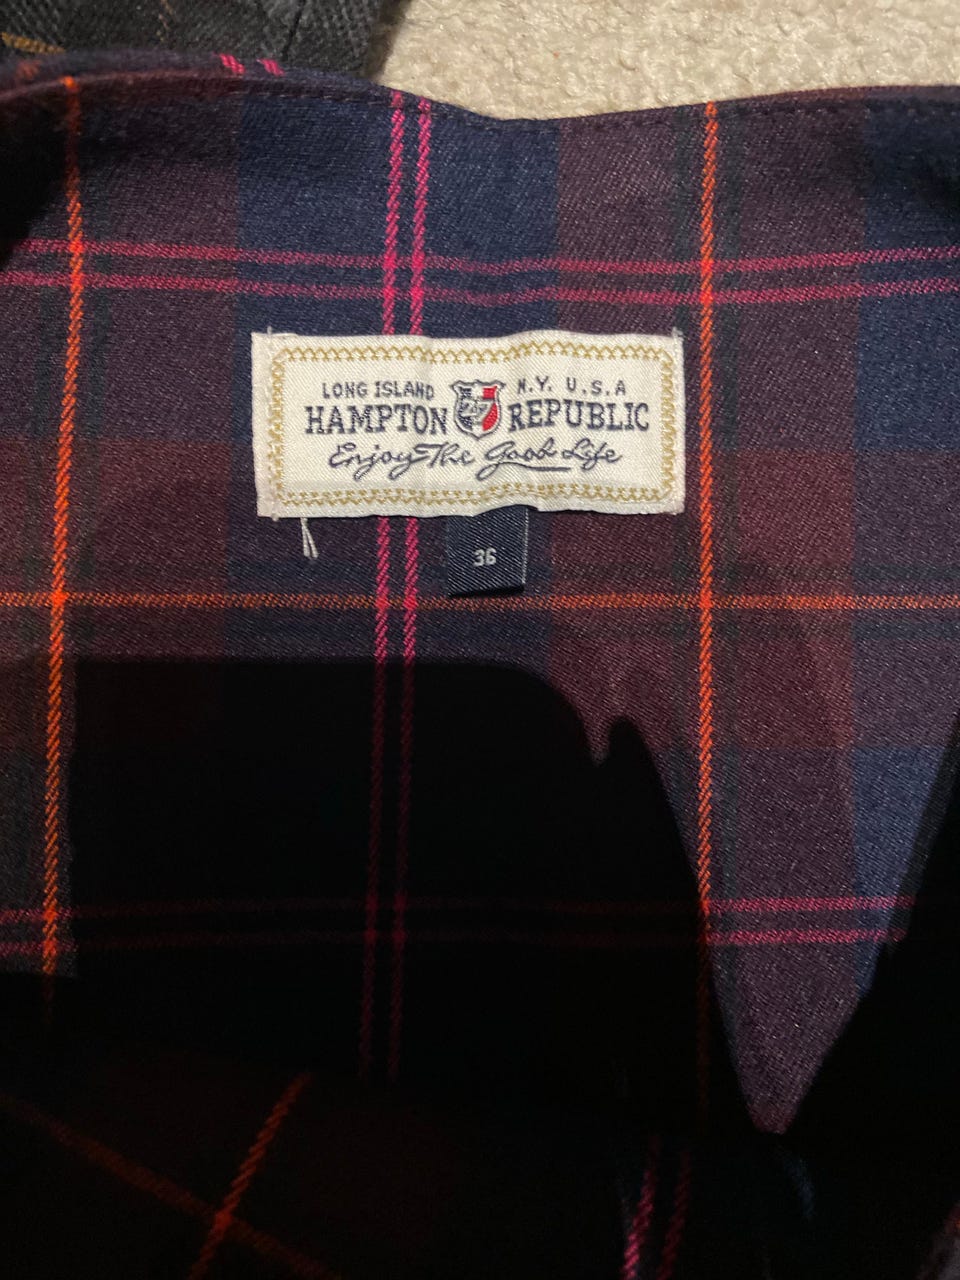 LONG ISLAND N.Y. U.S.A
HAMPTON REPUBLIC
Enjoy The Good Life
36